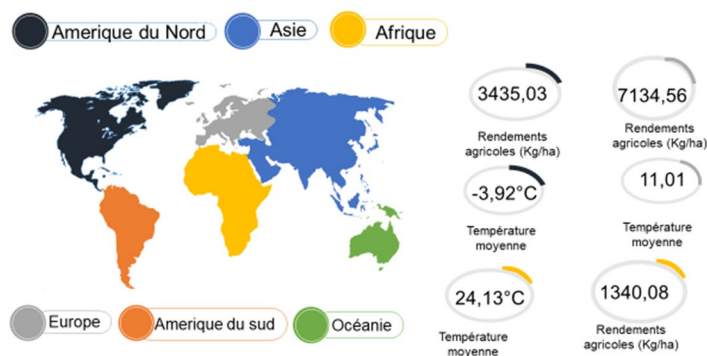 Amerique du Nord
Asie
Afrique
3435,03
Rendements
agricoles (Kg/ha)
7134,56
Rendements
agricoles (Kg/ha)
-3,92°C
Température
moyenne
11,01
Température
moyenne
24,13°C
Température
moyenne
1340,08
Rendements
agricoles (Kg/ha)
Europe
Amerique du sud
Océanie